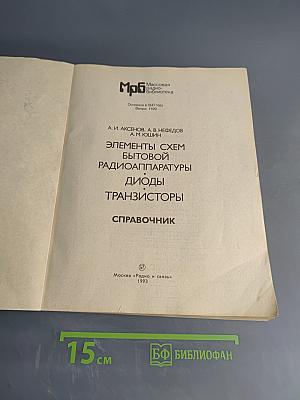 МРБ Массовая
радио-
библиотека
Основана в 1947 году
Выпуск 1190
А. И. АКСЕНОВ, А. В. НЕФЕДОВ
А. М. ЮШИН
ЭЛЕМЕНТЫ СХЕМ
БЫТОВОЙ
РАДИОАППАРАТУРЫ
•
ДИОДЫ
•
ТРАНЗИСТОРЫ
СПРАВОЧНИК
Москва «Радио и связь»
1993
15 см БФ БИБЛИОФАН